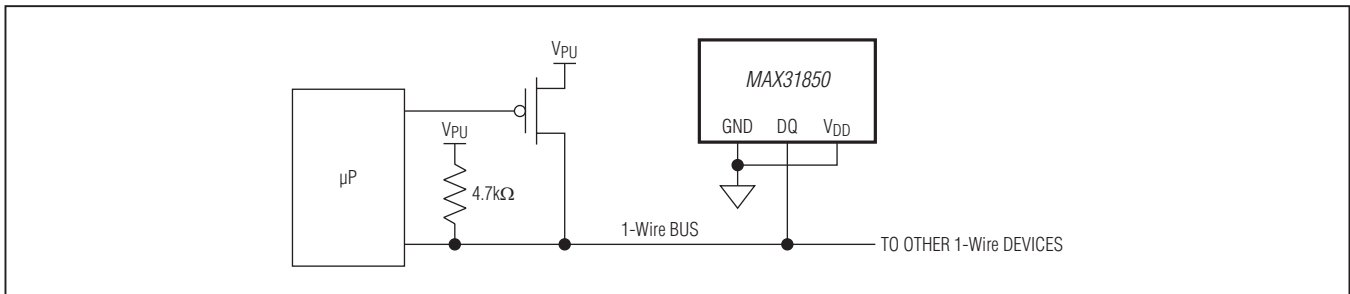 VPU
MAX31850
GND DQ VDD
VPU
µP
4.7kΩ
1-Wire BUS
TO OTHER 1-Wire DEVICES